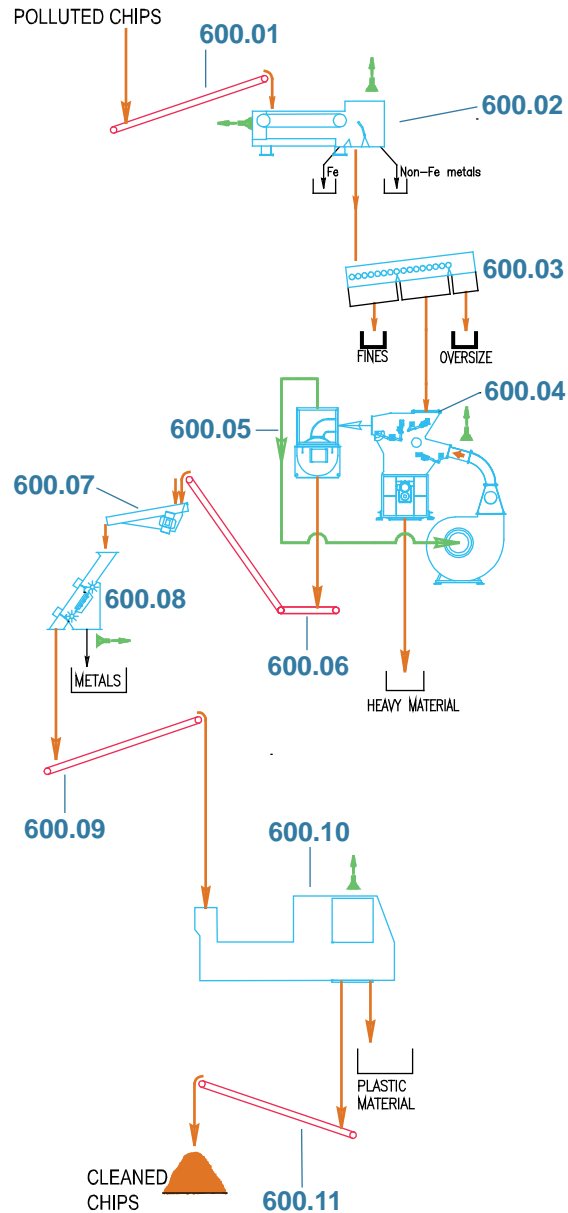 POLLUTED CHIPS
600.01
600.02
Fe
Non-Fe metals
600.03
FINES
OVERSIZE
600.04
600.05
600.07
600.08
600.06
METALS
HEAVY MATERIAL
600.09
600.10
PLASTIC
MATERIAL
CLEANED
CHIPS
600.11